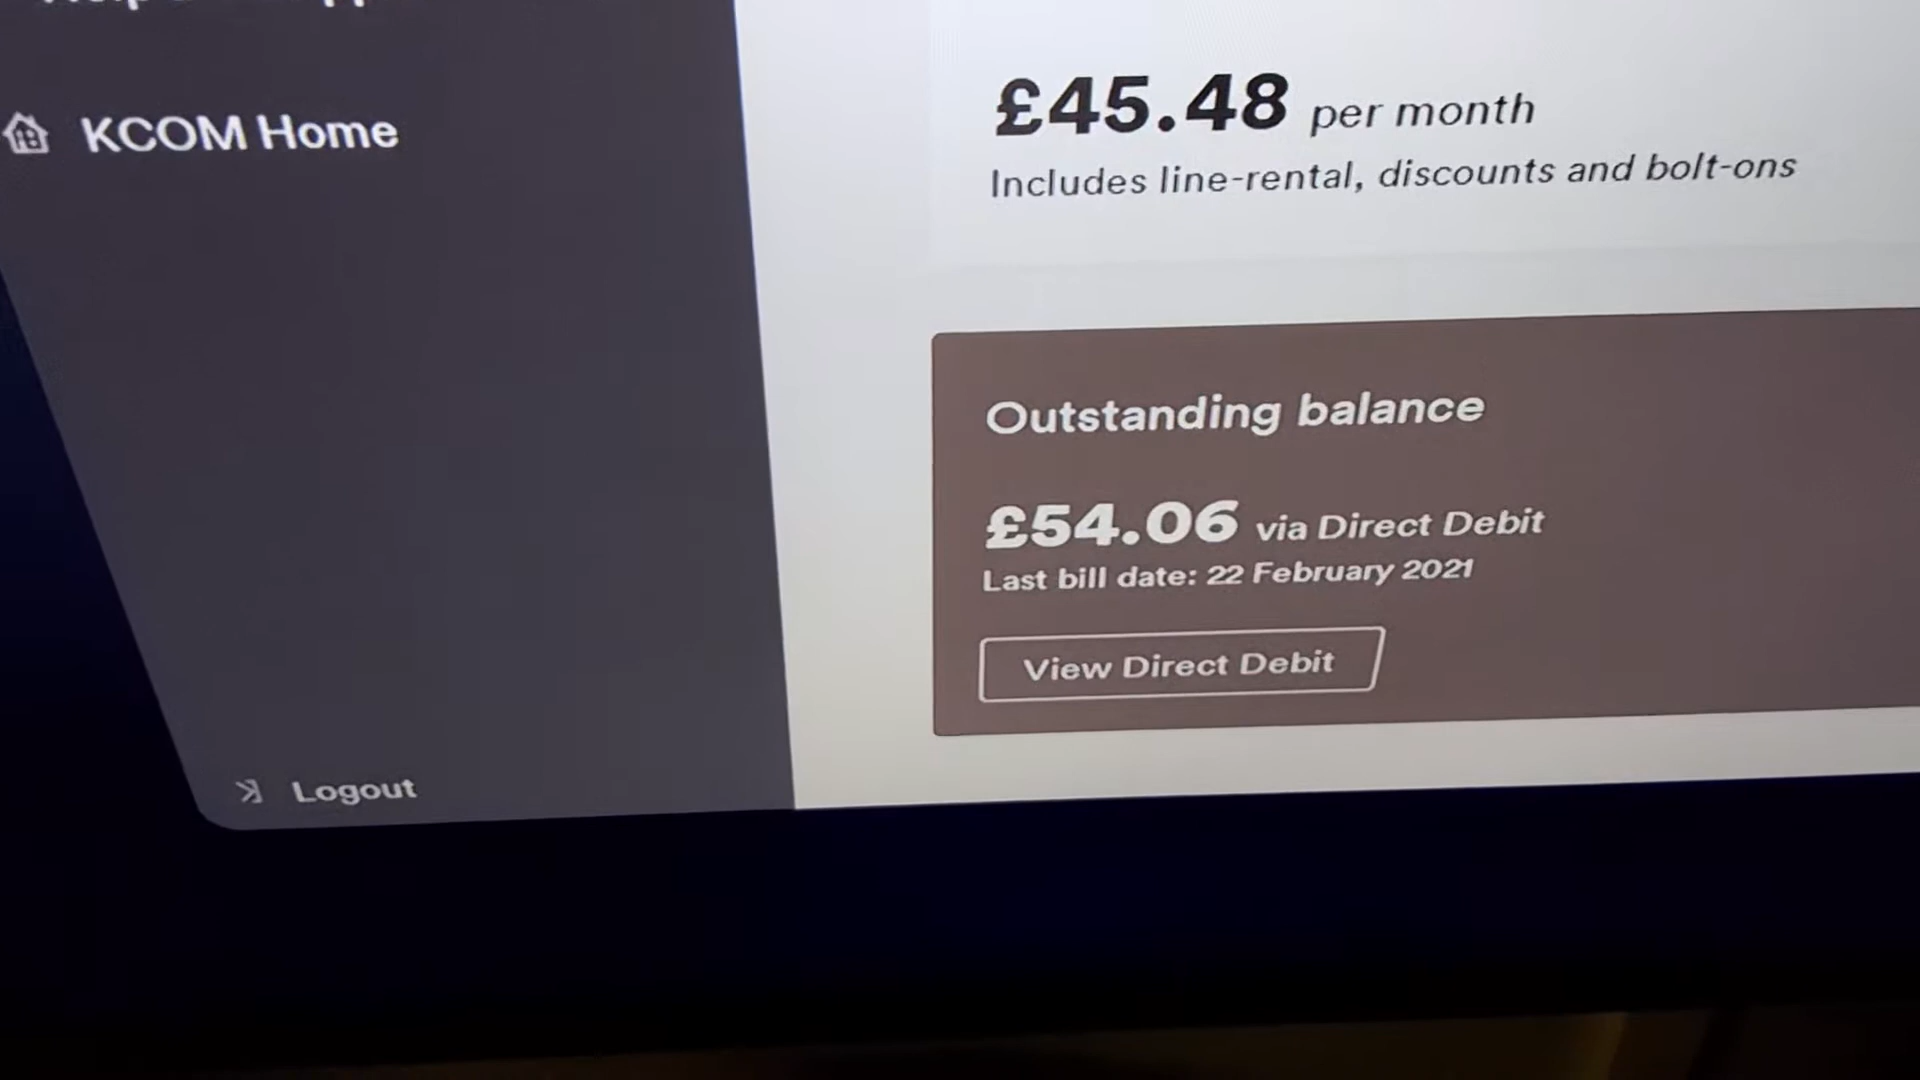 KCOM Home
£45.48 per month
Includes line-rental, discounts and bolt-ons
Outstanding balance
£54.06 via Direct Debit
Last bill date: 22 February 2021
View Direct Debit
Logout